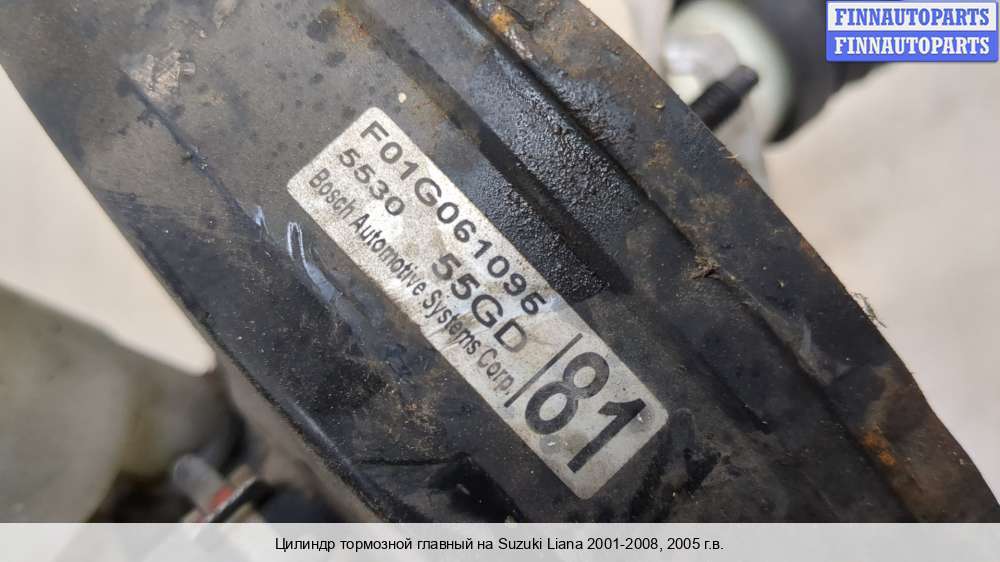 FINNAUTOPARTS
FINNAUTOPARTS
F01G061095
5530 55GD
Bosch Automotive Systems Corp.
81
Цилиндр тормозной главный на Suzuki Liana 2001-2008, 2005 г.в.